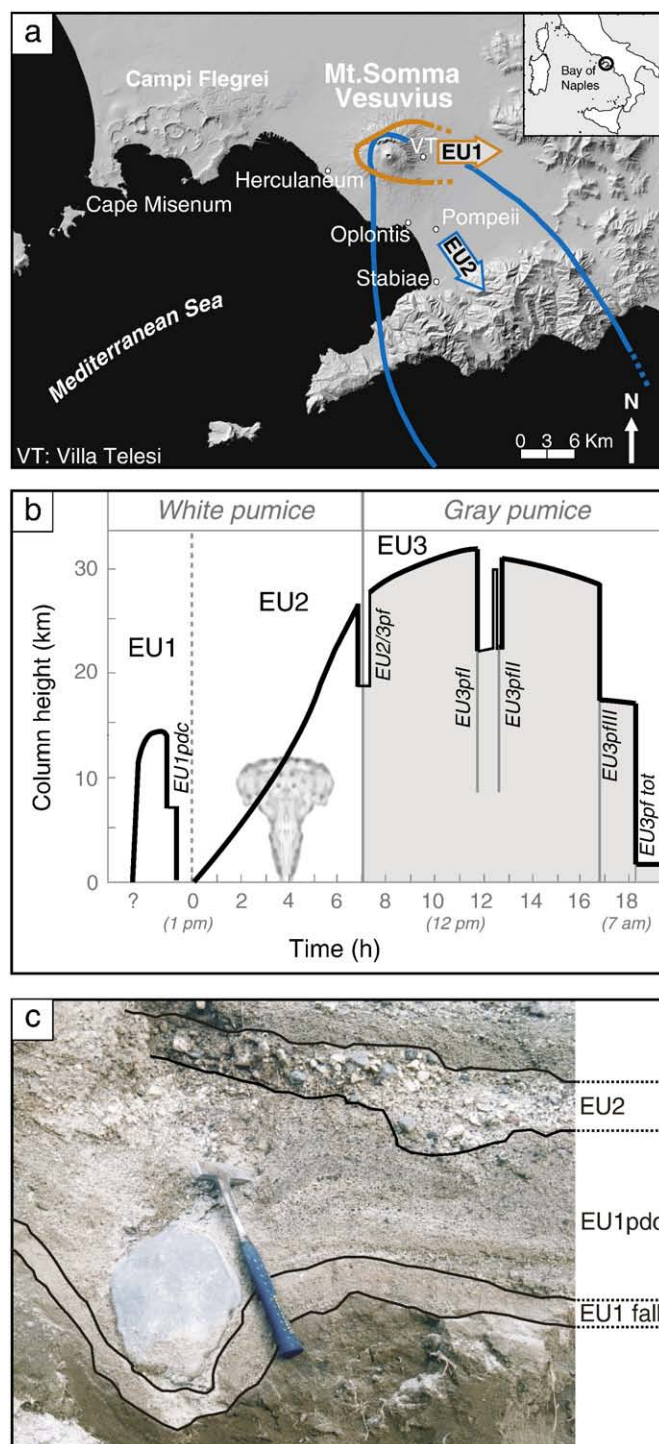 a
Campi Flegrei
Mt.Somma
Vesuvius
Bay of
Naples
VT
EU1
Herculaneum
Cape Misenum
Oplontis
Pompeii
EU2
Stabiae
Mediterranean Sea
N
0 3 6 Km
VT: Villa Telesi
b
White pumice
Gray pumice
Column height (km)
30
20
10
0
EU1
EU1pdc
EU2
EU2/3pf
EU3
EU3pfI
EU3pfII
EU3pfIII
EU3pf tot
? 0 2 4 6 8 10 12 14 16 18
(1 pm) (12 pm) (7 am)
Time (h)
c
EU2
EU1pdc
EU1 fall